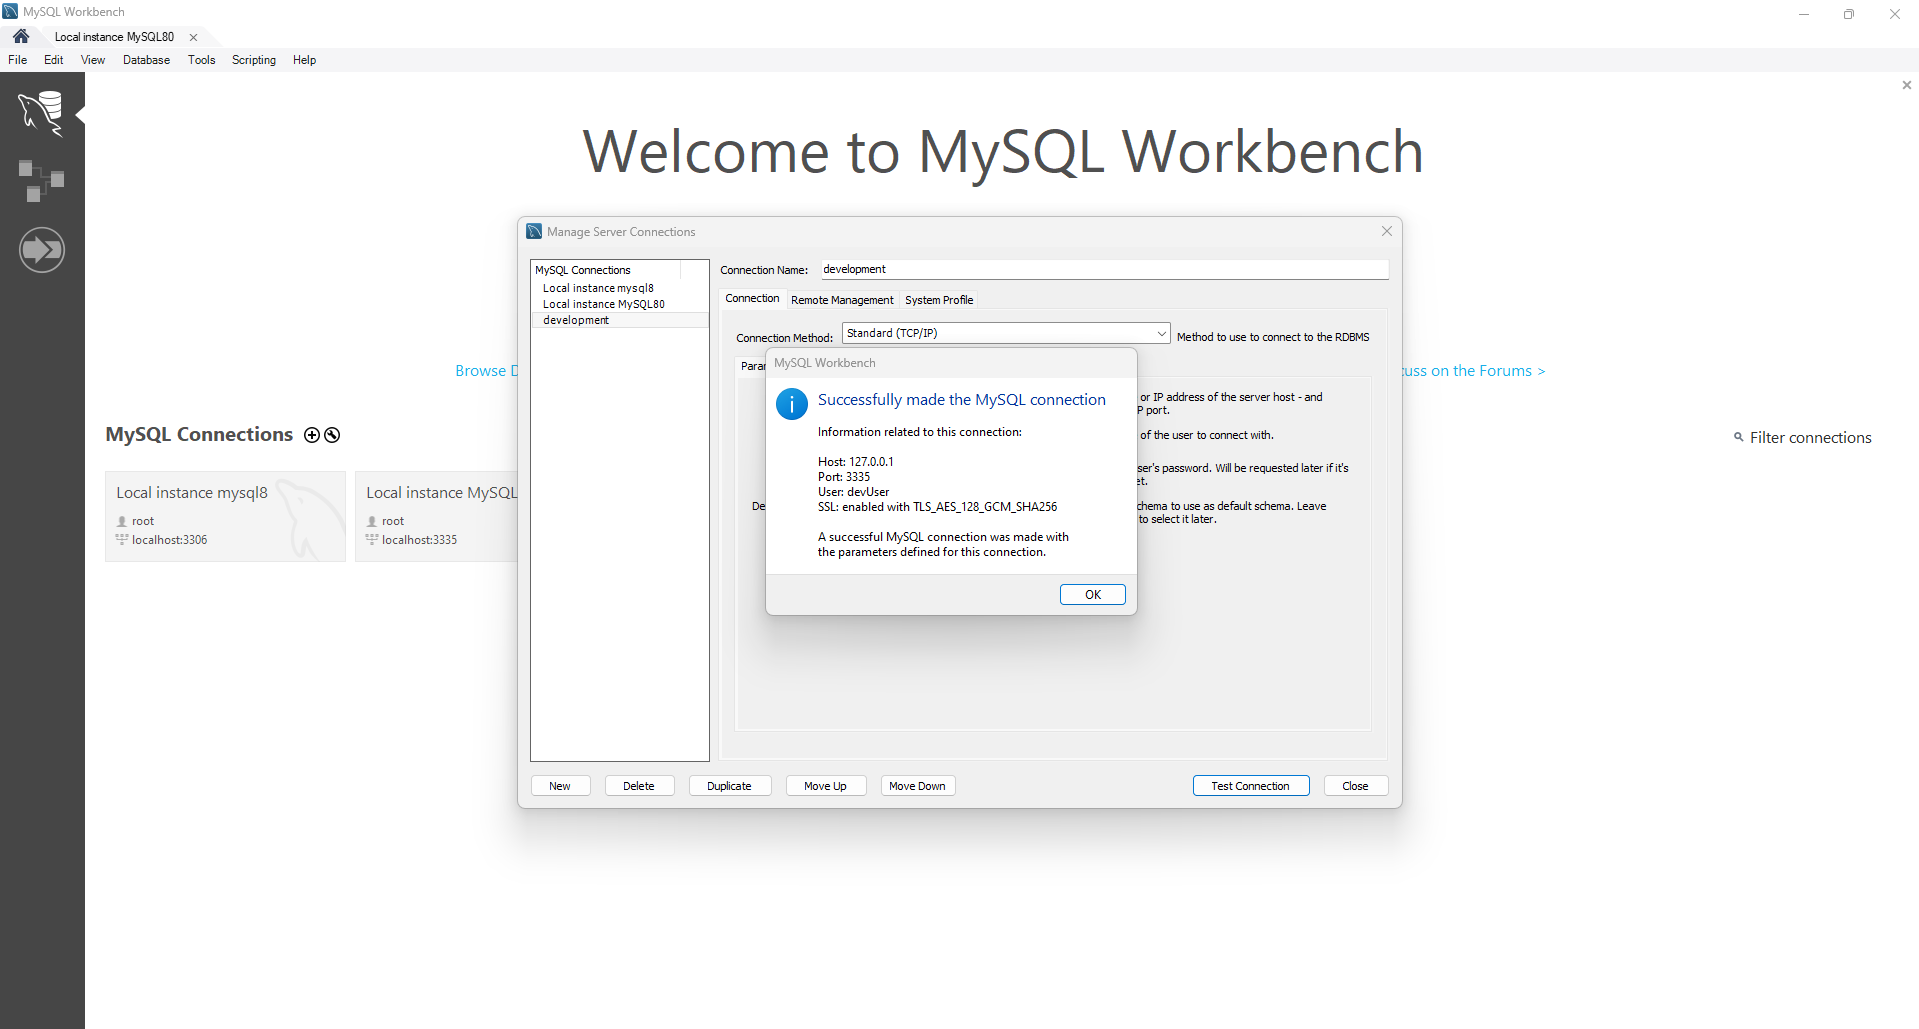 MySQL Workbench
Local instance MySQL80
File Edit View Database Tools Scripting Help
Welcome to MySQL Workbench
Manage Server Connections
MySQL Connections
Local instance mysql8
Local instance MySQL80
development
Connection Name: development
Connection Remote Management System Profile
Connection Method: Standard (TCP/IP) Method to use to connect to the RDBMS
MySQL Workbench
Successfully made the MySQL connection
Information related to this connection:
Host: 127.0.0.1
Port: 3335
User: devUser
SSL: enabled with TLS_AES_128_GCM_SHA256
A successful MySQL connection was made with
the parameters defined for this connection.
OK
or IP address of the server host - and
P port.
of the user to connect with.
ser's password. Will be requested later if it's
et.
chema to use as default schema. Leave
to select it later.
Param
De
New Delete Duplicate Move Up Move Down Test Connection Close
Browse D
uss on the Forums >
MySQL Connections
Filter connections
Local instance mysql8
root
localhost:3306
Local instance MySQL
root
localhost:3335